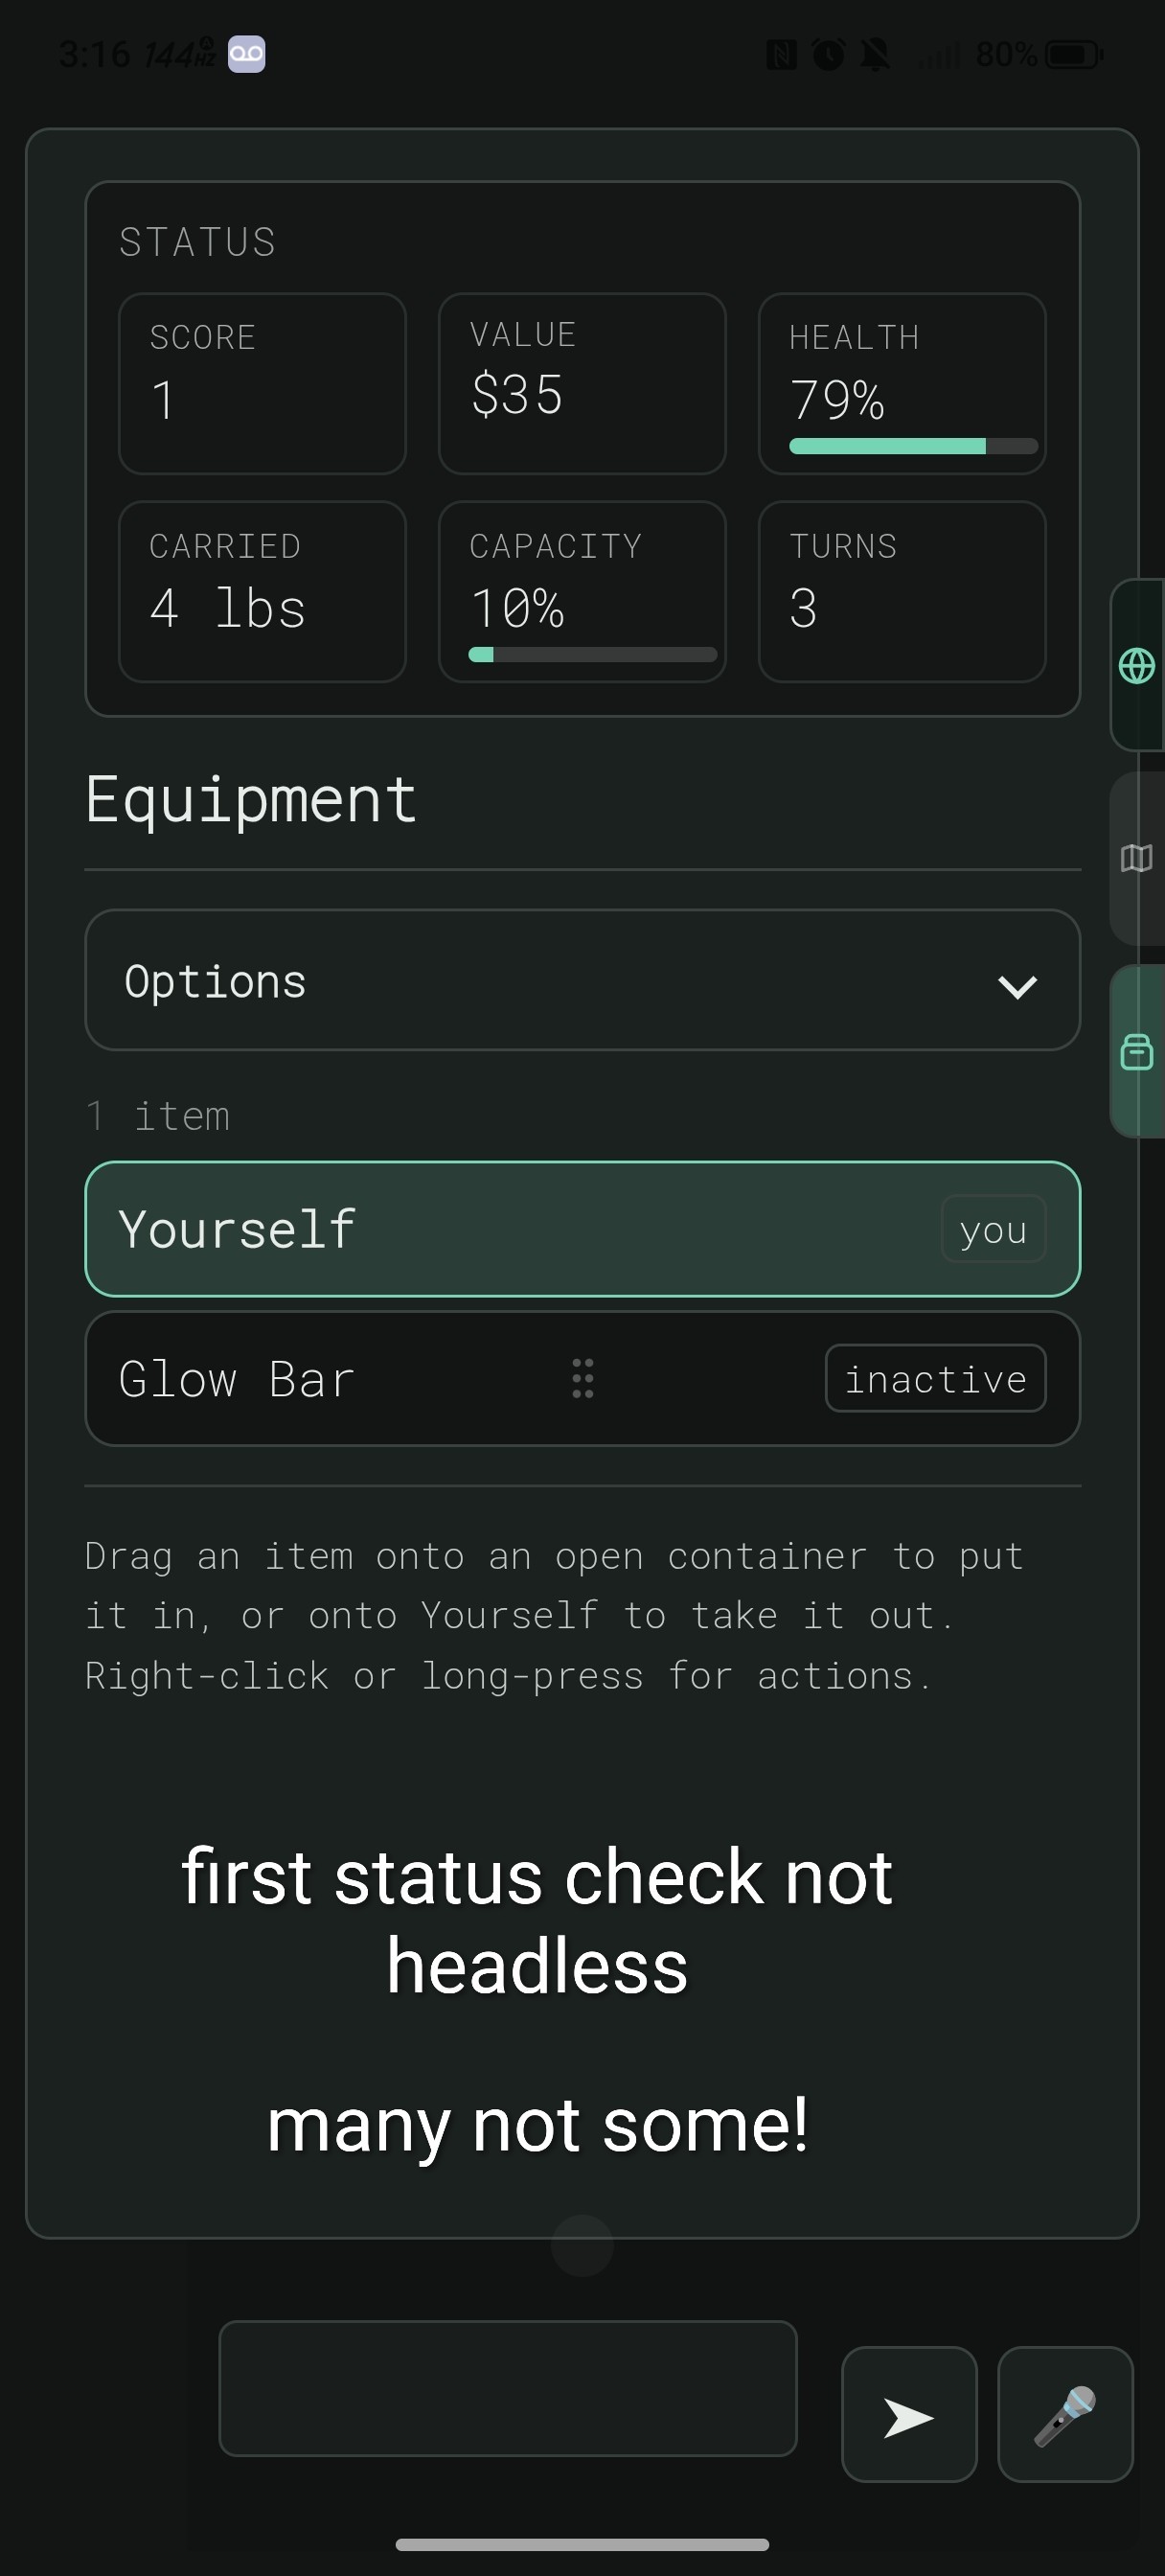 3:16 144Hz 80%
STATUS
SCORE VALUE HEALTH
1 $35 79%
CARRIED CAPACITY TURNS
4 lbs 10% 3
Equipment
Options
1 item
Yourself you
Glow Bar inactive
Drag an item onto an open container to put
it in, or onto Yourself to take it out.
Right-click or long-press for actions.
first status check not
headless
many not some!